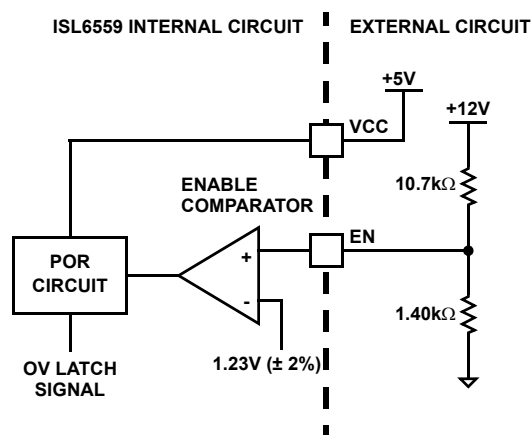 ISL6559 INTERNAL CIRCUIT
EXTERNAL CIRCUIT
+5V
+12V
VCC
10.7kΩ
ENABLE
COMPARATOR
EN
POR
CIRCUIT
+
-
1.40kΩ
1.23V (± 2%)
OV LATCH
SIGNAL